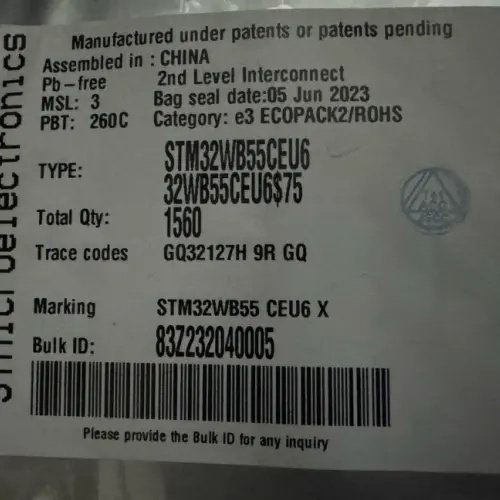 Manufactured under patents or patents pending
Assembled in : CHINA
Pb-free 2nd Level Interconnect
MSL: 3 Bag seal date:05 Jun 2023
PBT: 260C Category: e3 ECOPACK2/ROHS
TYPE: STM32WB55CEU6
32WB55CEU6$75
Total Qty: 1560
Trace codes GQ32127H 9R GQ
Marking STM32WB55 CEU6 X
Bulk ID: 83Z232040005
Please provide the Bulk ID for any inquiry
STMicroelectronics